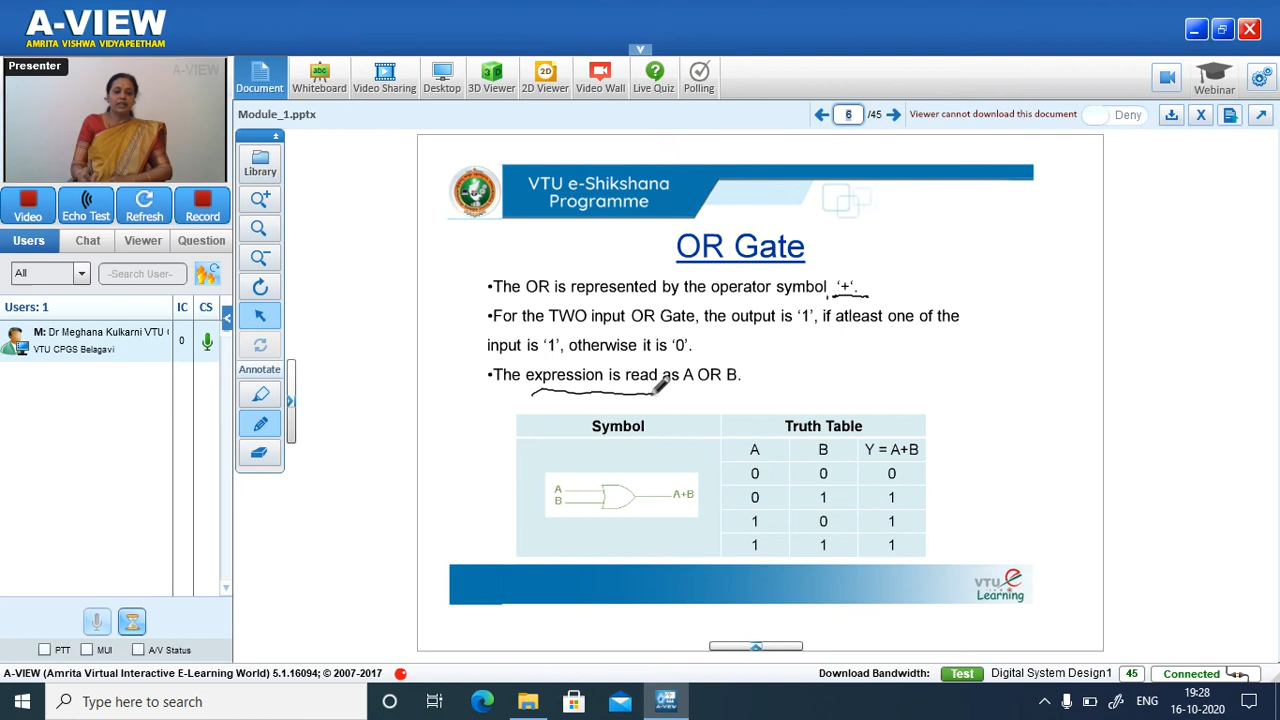 A-VIEW
AMRITA VISHWA VIDYAPEETHAM
Presenter
A-VIEW
Document
Whiteboard
Video Sharing
Desktop
3D Viewer
2D Viewer
Video Wall
Live Quiz
Polling
Webinar
Module_1.pptx
6 /45
Viewer cannot download this document
Deny
Video
Echo Test
Refresh
Record
Users
Chat
Viewer
Question
All
-Search User-
Users: 1
IC
CS
M: Dr Meghana Kulkarni VTU
VTU CPGS Belagavi
0
Library
Annotate
VTU e-Shikshana
Programme
OR Gate
•The OR is represented by the operator symbol '+'.
•For the TWO input OR Gate, the output is '1', if atleast one of the
input is '1', otherwise it is '0'.
•The expression is read as A OR B.
Symbol
Truth Table
A
B
A+B
A B Y = A+B
0 0 0
0 1 1
1 0 1
1 1 1
VTU e
Learning
PTT
MUI
A/V Status
A-VIEW (Amrita Virtual Interactive E-Learning World) 5.1.16094; © 2007-2017
Download Bandwidth:
Test
Digital System Design1
45
Connected
Type here to search
ENG
19:28
16-10-2020